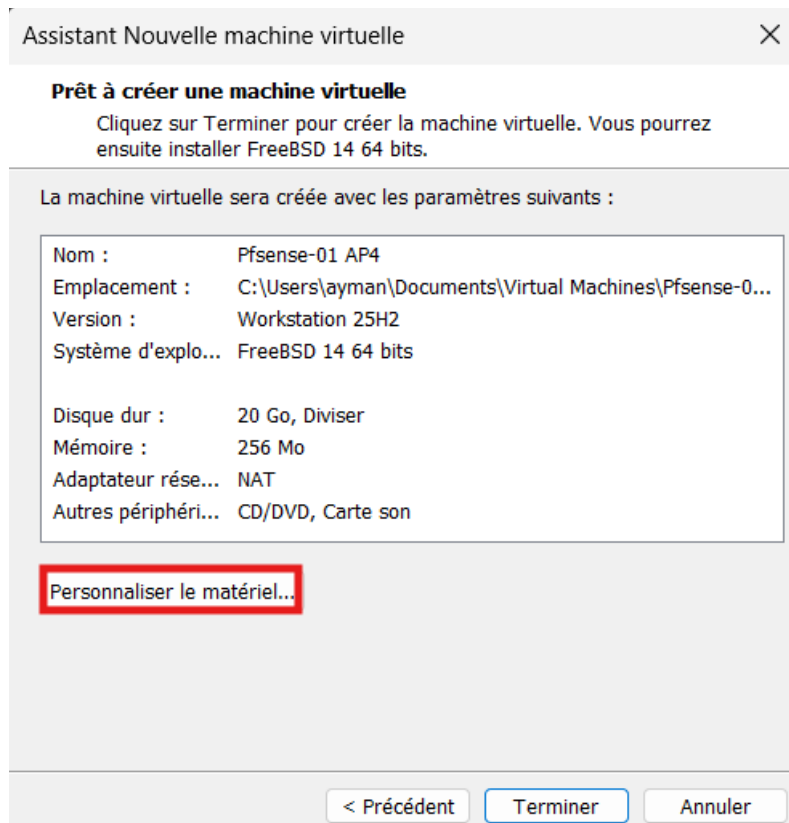 Assistant Nouvelle machine virtuelle
Prêt à créer une machine virtuelle
Cliquez sur Terminer pour créer la machine virtuelle. Vous pourrez
ensuite installer FreeBSD 14 64 bits.
La machine virtuelle sera créée avec les paramètres suivants :
Nom : Pfsense-01 AP4
Emplacement : C:\Users\ayman\Documents\Virtual Machines\Pfsense-0...
Version : Workstation 25H2
Système d'explo... FreeBSD 14 64 bits
Disque dur : 20 Go, Diviser
Mémoire : 256 Mo
Adaptateur rése... NAT
Autres périphéri... CD/DVD, Carte son
Personnaliser le matériel...
< Précédent Terminer Annuler